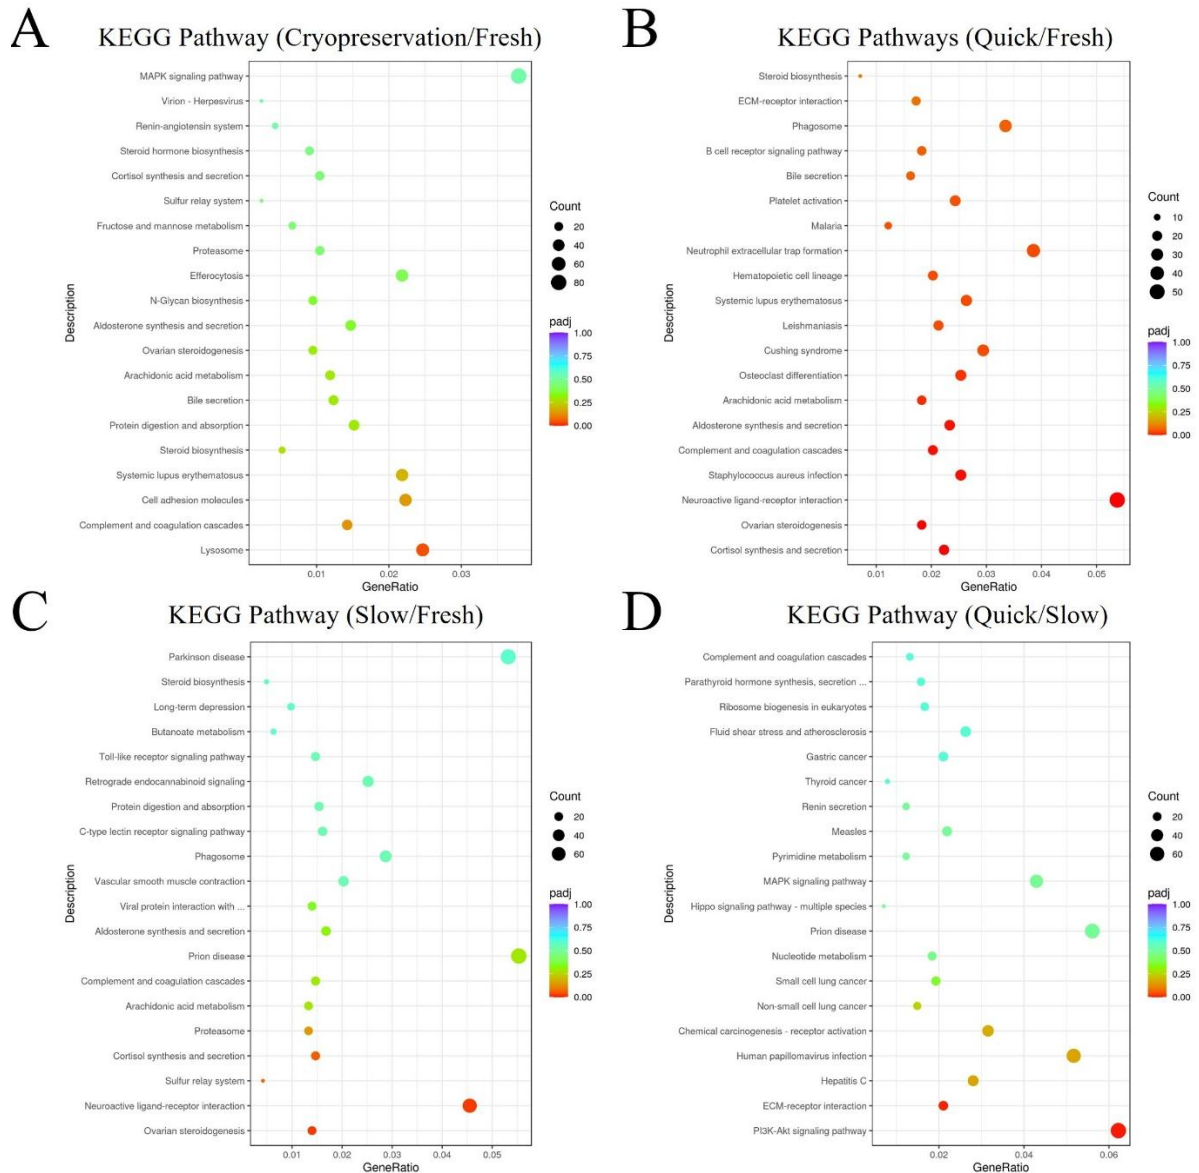 A
KEGG Pathway (Cryopreservation/Fresh)
MAPK signaling pathway
Virion - Herpesvirus
Renin-angiotensin system
Steroid hormone biosynthesis
Cortisol synthesis and secretion
Sulfur relay system
Fructose and mannose metabolism
Proteasome
Efferocytosis
N-Glycan biosynthesis
Aldosterone synthesis and secretion
Ovarian steroidogenesis
Arachidonic acid metabolism
Bile secretion
Protein digestion and absorption
Steroid biosynthesis
Systemic lupus erythematosus
Cell adhesion molecules
Complement and coagulation cascades
Lysosome
Description
0.01 0.02 0.03
GeneRatio
Count
20
40
60
80
padj
1.00
0.75
0.50
0.25
0.00
B
KEGG Pathways (Quick/Fresh)
Steroid biosynthesis
ECM-receptor interaction
Phagosome
B cell receptor signaling pathway
Bile secretion
Platelet activation
Malaria
Neutrophil extracellular trap formation
Hematopoietic cell lineage
Systemic lupus erythematosus
Leishmaniasis
Cushing syndrome
Osteoclast differentiation
Arachidonic acid metabolism
Aldosterone synthesis and secretion
Complement and coagulation cascades
Staphylococcus aureus infection
Neuroactive ligand-receptor interaction
Ovarian steroidogenesis
Cortisol synthesis and secretion
Description
0.01 0.02 0.03 0.04 0.05
GeneRatio
Count
10
20
30
40
50
padj
1.00
0.75
0.50
0.25
0.00
C
KEGG Pathway (Slow/Fresh)
Parkinson disease
Steroid biosynthesis
Long-term depression
Butanoate metabolism
Toll-like receptor signaling pathway
Retrograde endocannabinoid signaling
Protein digestion and absorption
C-type lectin receptor signaling pathway
Phagosome
Vascular smooth muscle contraction
Viral protein interaction with ...
Aldosterone synthesis and secretion
Prion disease
Complement and coagulation cascades
Arachidonic acid metabolism
Proteasome
Cortisol synthesis and secretion
Sulfur relay system
Neuroactive ligand-receptor interaction
Ovarian steroidogenesis
Description
0.01 0.02 0.03 0.04 0.05
GeneRatio
Count
20
40
60
padj
1.00
0.75
0.50
0.25
0.00
D
KEGG Pathway (Quick/Slow)
Complement and coagulation cascades
Parathyroid hormone synthesis, secretion ...
Ribosome biogenesis in eukaryotes
Fluid shear stress and atherosclerosis
Gastric cancer
Thyroid cancer
Renin secretion
Measles
Pyrimidine metabolism
MAPK signaling pathway
Hippo signaling pathway - multiple species
Prion disease
Nucleotide metabolism
Small cell lung cancer
Non-small cell lung cancer
Chemical carcinogenesis - receptor activation
Human papillomavirus infection
Hepatitis C
ECM-receptor interaction
PI3K-Akt signaling pathway
Description
0.02 0.04 0.06
GeneRatio
Count
20
40
60
padj
1.00
0.75
0.50
0.25
0.00